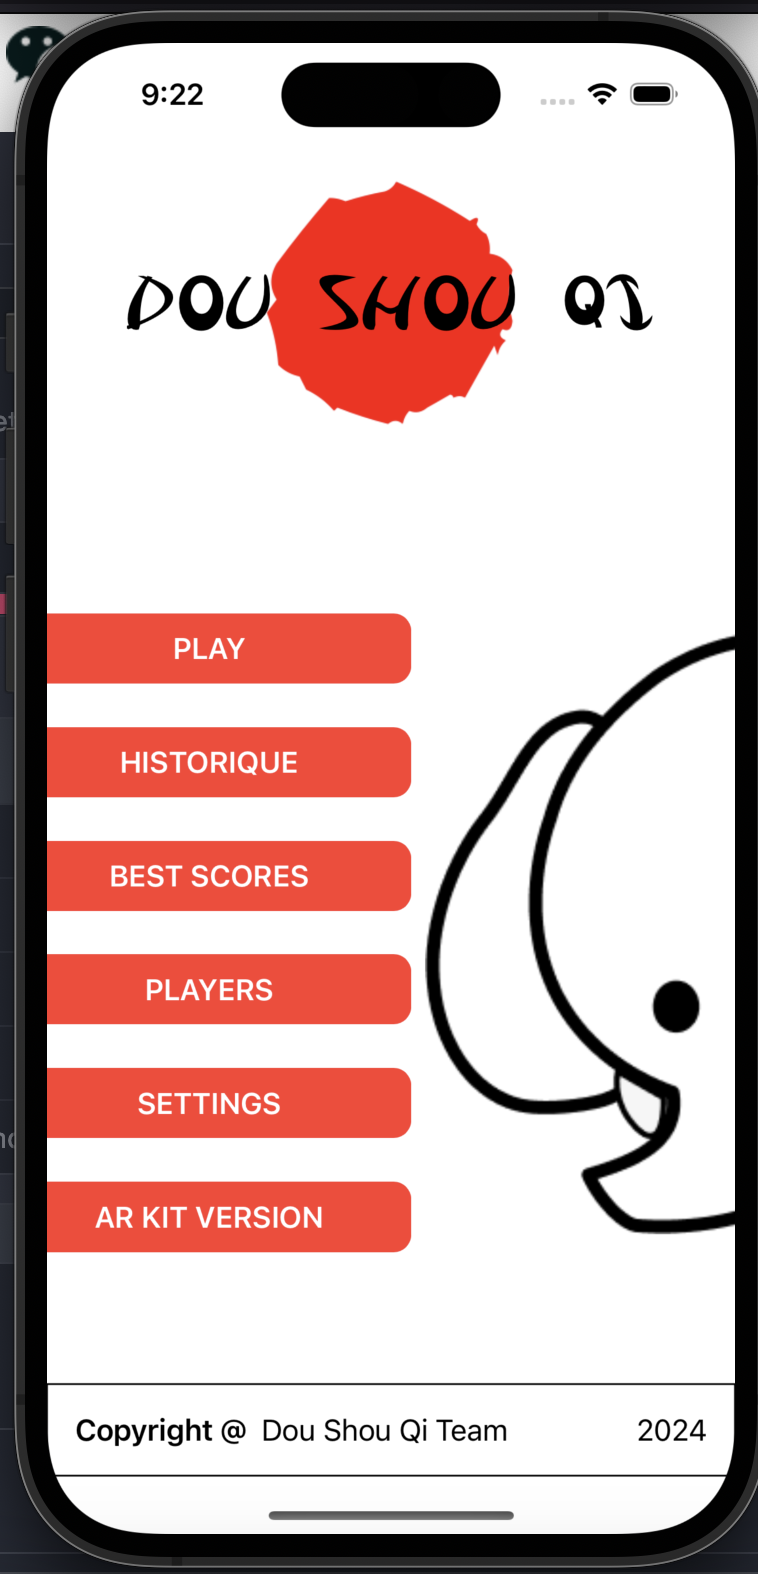 9:22
DOU SHOU QI
PLAY
HISTORIQUE
BEST SCORES
PLAYERS
SETTINGS
AR KIT VERSION
Copyright @ Dou Shou Qi Team 2024